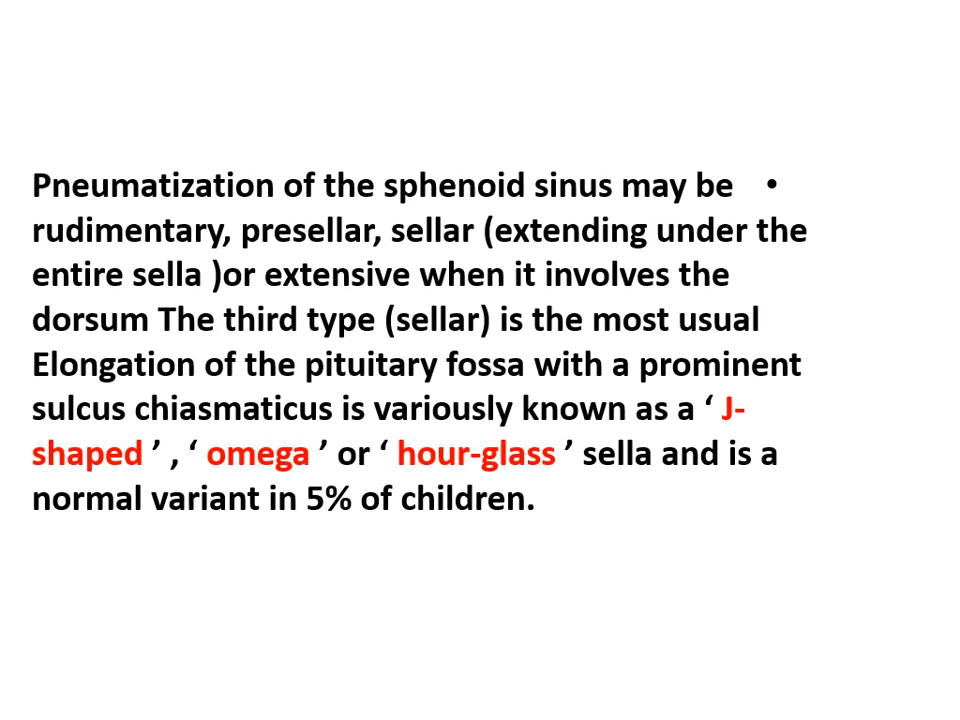 Pneumatization of the sphenoid sinus may be •
rudimentary, presellar, sellar (extending under the
entire sella )or extensive when it involves the
dorsum The third type (sellar) is the most usual
Elongation of the pituitary fossa with a prominent
sulcus chiasmaticus is variously known as a ‘ J-
shaped ’ , ‘ omega ’ or ‘ hour-glass ’ sella and is a
normal variant in 5% of children.